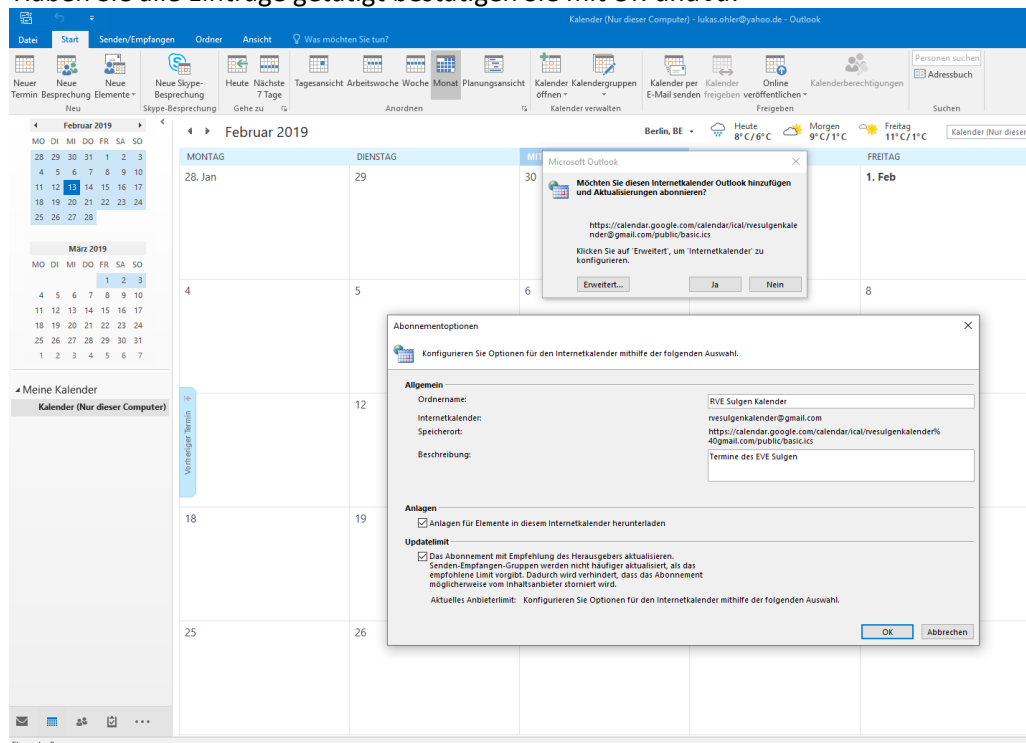 Haben Sie alle Einträge getätigt bestätigen Sie mit OK und Ja.
Kalender (Nur dieser Computer) - lukas.ohler@yahoo.de - Outlook
Datei Start Senden/Empfangen Ordner Ansicht Was möchten Sie tun?
Neuer Termin
Neue Besprechung
Neue Elemente
Neue Skype-Besprechung
Heute
Nächste 7 Tage
Tagesansicht
Arbeitswoche
Woche
Monat
Planungsansicht
Kalender öffnen
Kalendergruppen
Kalender per E-Mail senden
Kalender freigeben
Online veröffentlichen
Kalenderberechtigungen
Personen suchen
Adressbuch
Neu Skype-Besprechung Gehe zu Anordnen Kalender verwalten Freigeben Suchen
Februar 2019
MO DI MI DO FR SA SO
28 29 30 31 1 2 3
4 5 6 7 8 9 10
11 12 13 14 15 16 17
18 19 20 21 22 23 24
25 26 27 28
März 2019
MO DI MI DO FR SA SO
1 2 3
4 5 6 7 8 9 10
11 12 13 14 15 16 17
18 19 20 21 22 23 24
25 26 27 28 29 30 31
1 2 3 4 5 6 7
Meine Kalender
Kalender (Nur dieser Computer)
Februar 2019
Berlin, BE
Heute
8°C/6°C
Morgen
9°C/1°C
Freitag
11°C/1°C
Kalender (Nur dieser
MONTAG DIENSTAG MIT FREITAG
28. Jan 29 30 1. Feb
4 5 6 8
12
18 19
25 26
Vorheriger Termin
Microsoft Outlook
Möchten Sie diesen Internetkalender Outlook hinzufügen
und Aktualisierungen abonnieren?
https://calendar.google.com/calendar/ical/rvesulgenkale
nder@gmail.com/public/basic.ics
Klicken Sie auf 'Erweitert', um 'Internetkalender' zu
konfigurieren.
Erweitert... Ja Nein
Abonnementoptionen
Konfigurieren Sie Optionen für den Internetkalender mithilfe der folgenden Auswahl.
Allgemein
Ordnername: RVE Sulgen Kalender
Internetkalender: rvesulgenkalender@gmail.com
Speicherort: https://calendar.google.com/calendar/ical/rvesulgenkalender%
40gmail.com/public/basic.ics
Beschreibung: Termine des EVE Sulgen
Anlagen
Anlagen für Elemente in diesem Internetkalender herunterladen
Updatelimit
Das Abonnement mit Empfehlung des Herausgebers aktualisieren.
Senden-Empfangen-Gruppen werden nicht häufiger aktualisiert, als das
empfohlene Limit vorgibt. Dadurch wird verhindert, dass das Abonnement
möglicherweise vom Inhaltsanbieter storniert wird.
Aktuelles Anbieterlimit: Konfigurieren Sie Optionen für den Internetkalender mithilfe der folgenden Auswahl.
OK Abbrechen